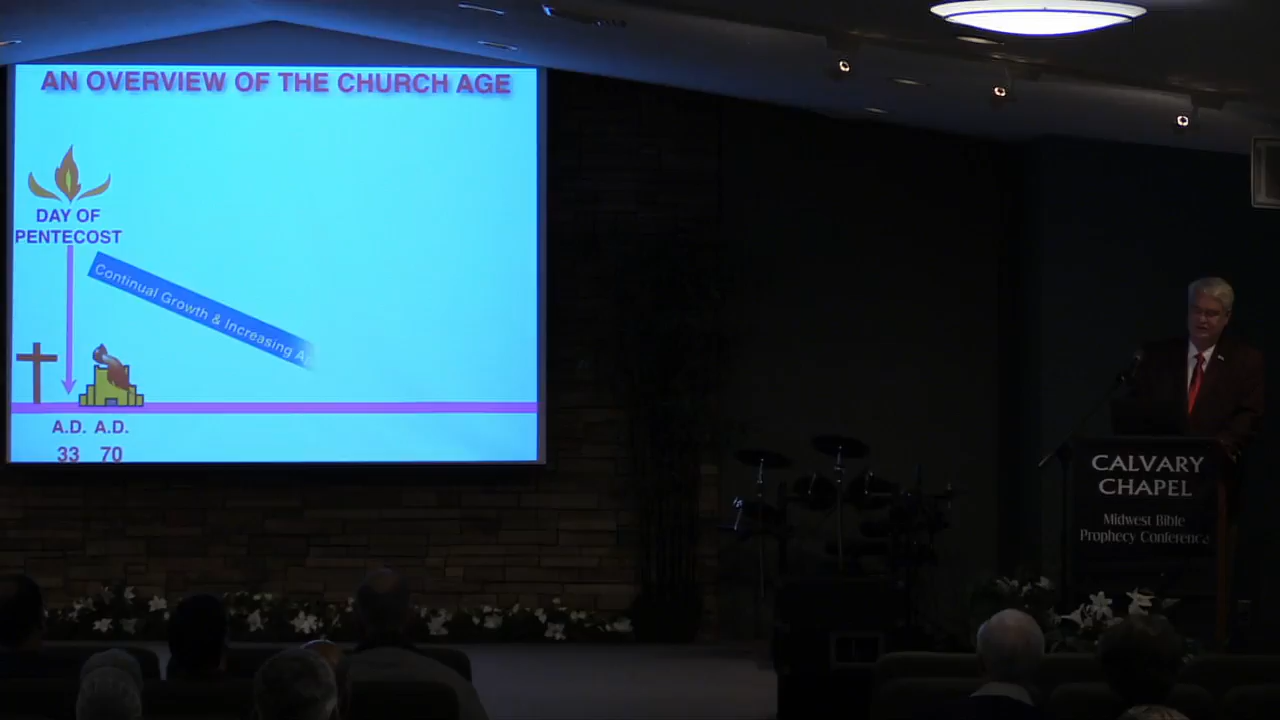 AN OVERVIEW OF THE CHURCH AGE
DAY OF
PENTECOST
Continual Growth & Increasing
A.D. A.D.
33 70
CALVARY
CHAPEL
Midwest Bible
Prophecy Conference